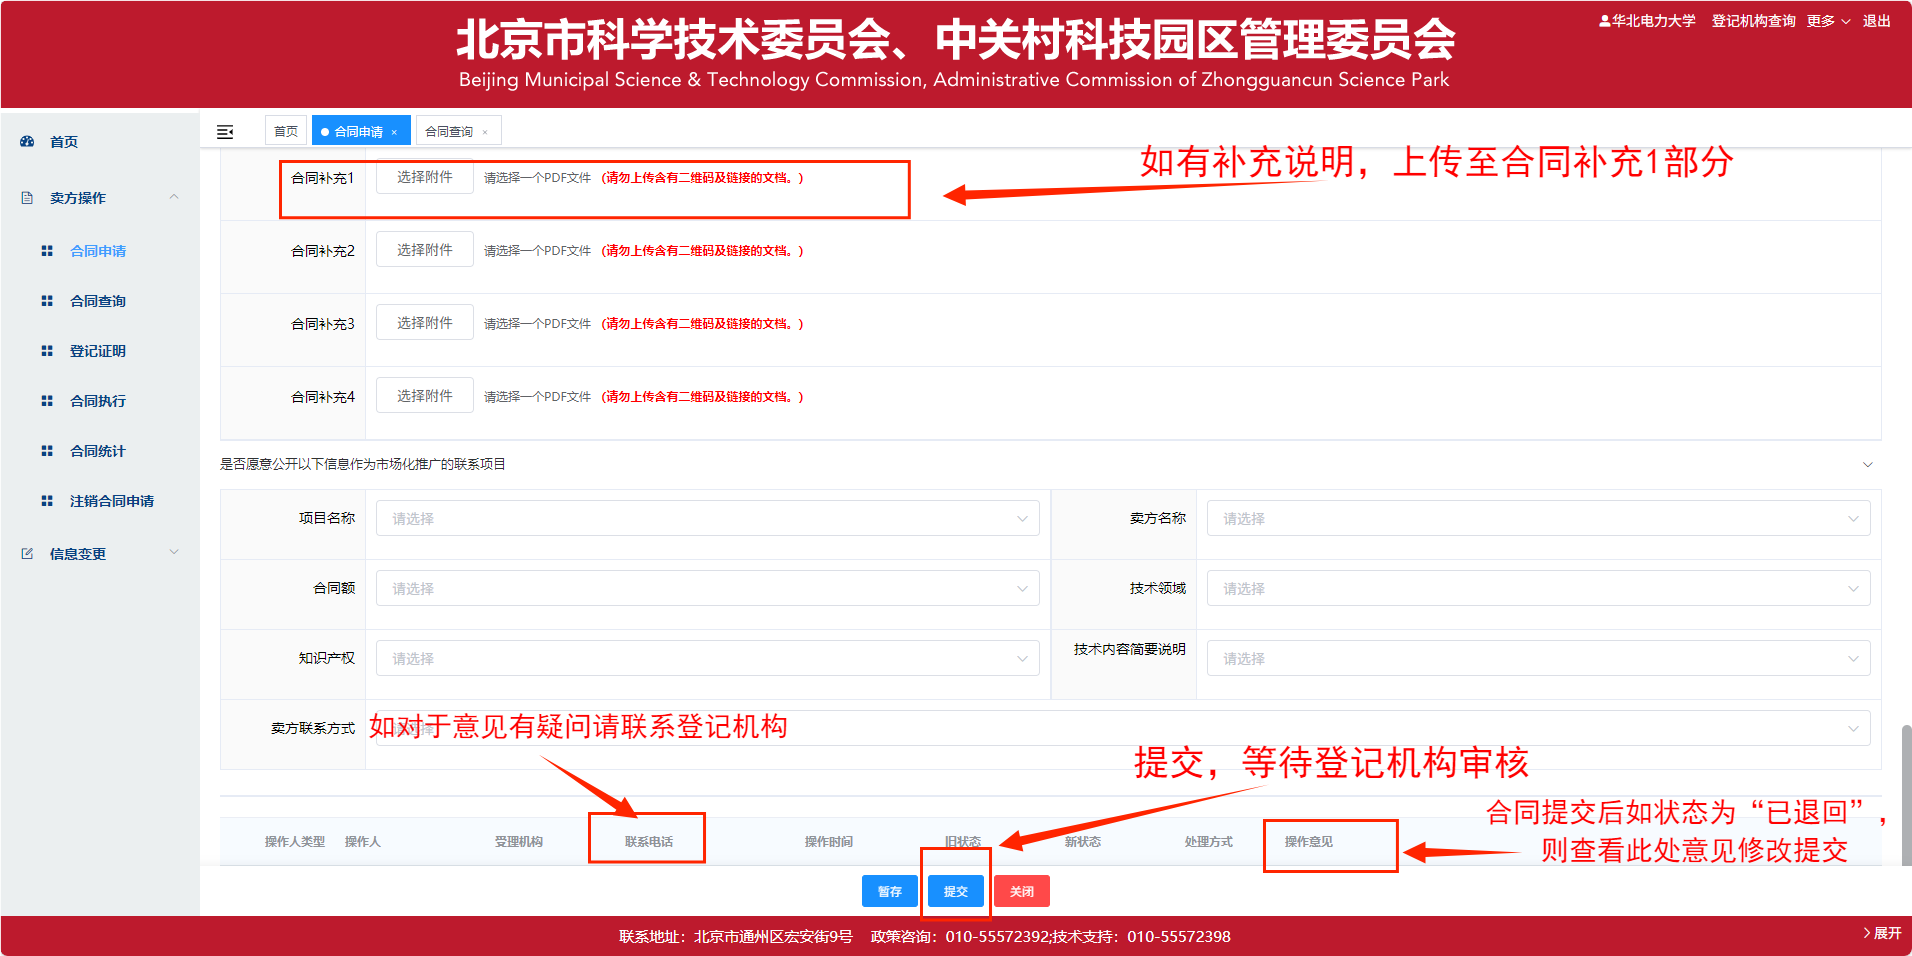 北京市科学技术委员会、中关村科技园区管理委员会
Beijing Municipal Science & Technology Commission, Administrative Commission of Zhongguancun Science Park
华北电力大学 登记机构查询 更多 退出
首页
卖方操作
合同申请
合同查询
登记证明
合同执行
合同统计
注销合同申请
信息变更
首页 合同申请 × 合同查询 ×
如有补充说明，上传至合同补充1部分
合同补充1 选择附件 请选择一个PDF文件 (请勿上传含有二维码及链接的文档。)
合同补充2 选择附件 请选择一个PDF文件 (请勿上传含有二维码及链接的文档。)
合同补充3 选择附件 请选择一个PDF文件 (请勿上传含有二维码及链接的文档。)
合同补充4 选择附件 请选择一个PDF文件 (请勿上传含有二维码及链接的文档。)
是否愿意公开以下信息作为市场化推广的联系项目
项目名称 请选择 卖方名称 请选择
合同额 请选择 技术领域 请选择
知识产权 请选择 技术内容简要说明 请选择
卖方联系方式
如对于意见有疑问请联系登记机构
提交，等待登记机构审核
合同提交后如状态为“已退回”，
则查看此处意见修改提交
操作人类型 操作人 受理机构 联系电话 操作时间 旧状态 新状态 处理方式 操作意见
暂存 提交 关闭
联系地址：北京市通州区宏安街9号 政策咨询：010-55572392;技术支持：010-55572398
展开